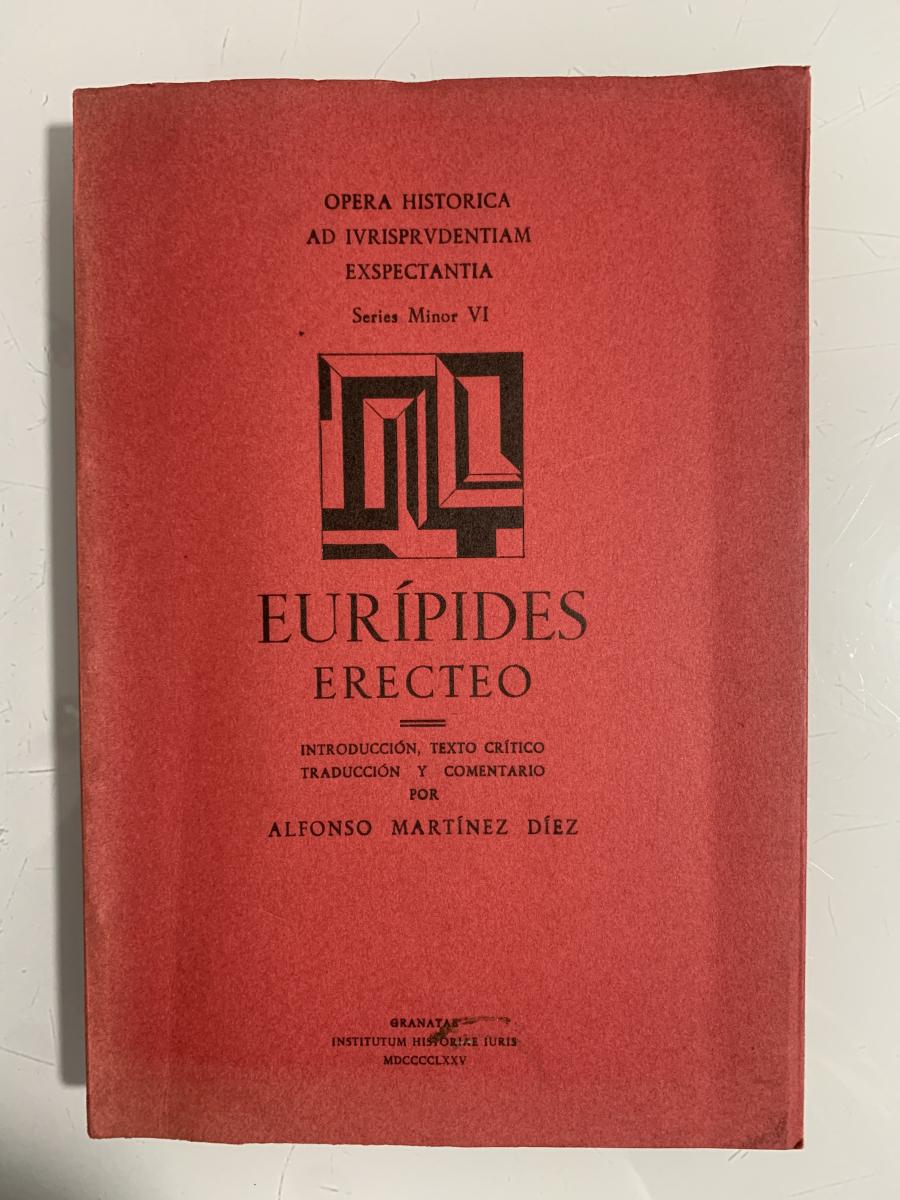 OPERA HISTORICA
AD IVRISPRVDENTIAM
EXSPECTANTIA
Series Minor VI
EURÍPIDES
ERECTEO
INTRODUCCIÓN, TEXTO CRÍTICO
TRADUCCIÓN Y COMENTARIO
POR
ALFONSO MARTÍNEZ DÍEZ
GRANATAE
INSTITUTUM HISTORIAE IURIS
MDCCCCLXXV